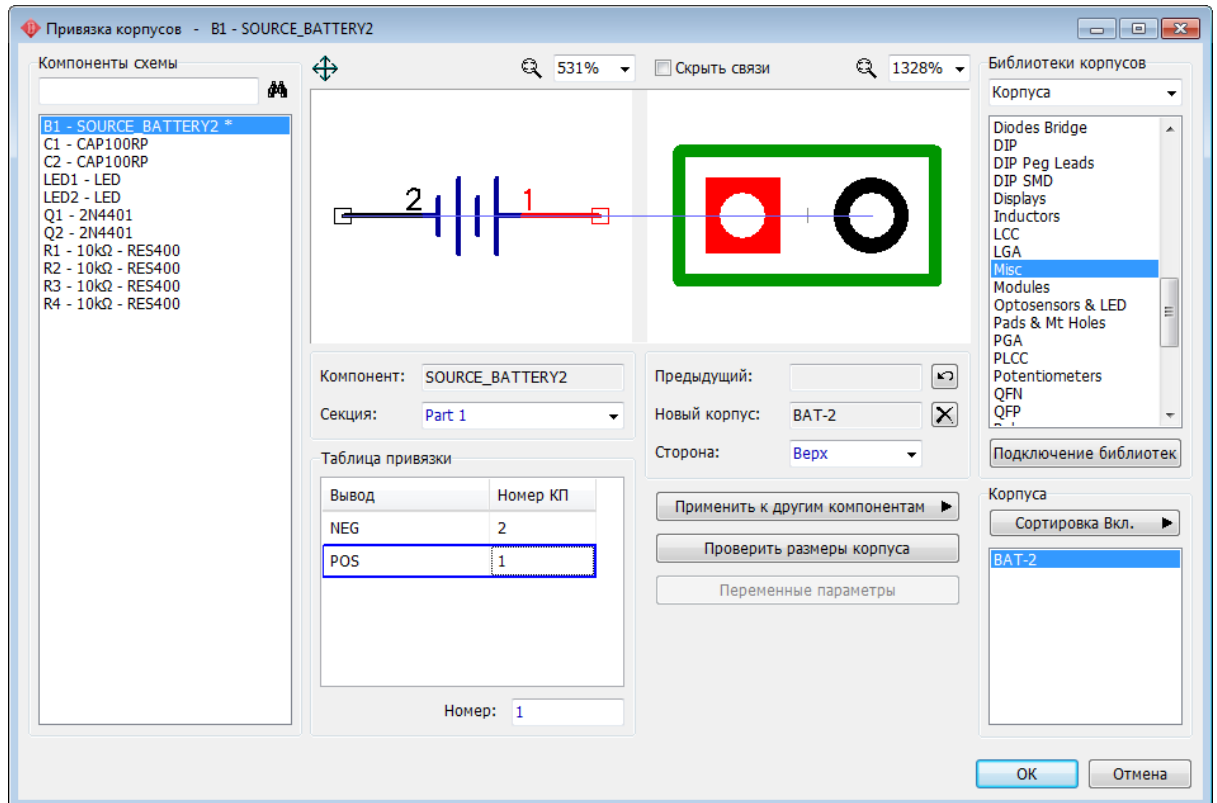 Привязка корпусов - B1 - SOURCE_BATTERY2
Компоненты схемы
B1 - SOURCE_BATTERY2 *
C1 - CAP100RP
C2 - CAP100RP
LED1 - LED
LED2 - LED
Q1 - 2N4401
Q2 - 2N4401
R1 - 10kΩ - RES400
R2 - 10kΩ - RES400
R3 - 10kΩ - RES400
R4 - 10kΩ - RES400
531%
Скрыть связи
1328%
2
1
Компонент: SOURCE_BATTERY2
Секция: Part 1
Таблица привязки
Вывод Номер КП
NEG 2
POS 1
Номер: 1
Предыдущий:
Новый корпус: BAT-2
Сторона: Верх
Применить к другим компонентам
Проверить размеры корпуса
Переменные параметры
Библиотеки корпусов
Корпуса
Diodes Bridge
DIP
DIP Peg Leads
DIP SMD
Displays
Inductors
LCC
LGA
Misc
Modules
Optosensors & LED
Pads & Mt Holes
PGA
PLCC
Potentiometers
QFN
QFP
Подключение библиотек
Корпуса
Сортировка Вкл.
BAT-2
OK
Отмена